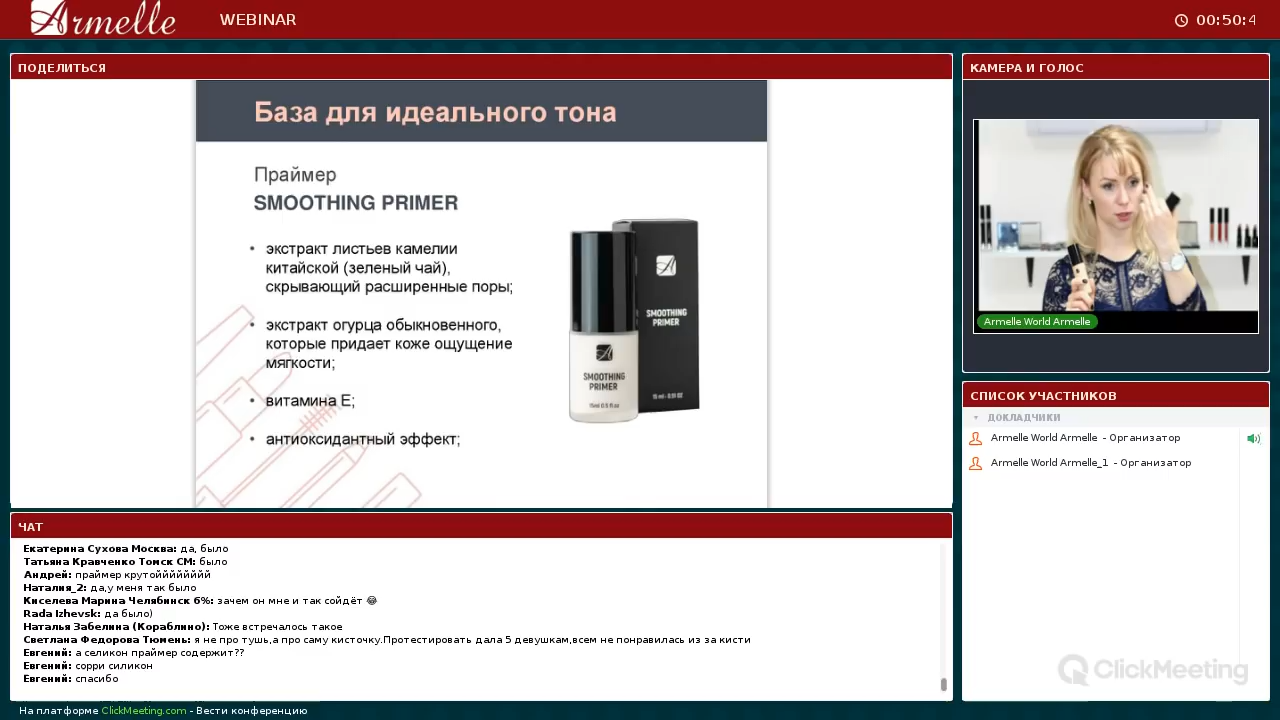 Armelle
WEBINAR
00:50:4
ПОДЕЛИТЬСЯ
База для идеального тона
Праймер
SMOOTHING PRIMER
• экстракт листьев камелии
китайской (зеленый чай),
скрывающий расширенные поры;
• экстракт огурца обыкновенного,
которые придает коже ощущение
мягкости;
• витамина Е;
• антиоксидантный эффект;
SMOOTHING
PRIMER
15 ml · 0.51 OZ
SMOOTHING
PRIMER
КАМЕРА И ГОЛОС
Armelle World Armelle
СПИСОК УЧАСТНИКОВ
ДОКЛАДЧИКИ
Armelle World Armelle - Организатор
Armelle World Armelle_1 - Организатор
ЧАТ
Екатерина Сухова Москва: да, было
Татьяна Кравченко Томск СМ: было
Андрей: праймер крутойййййййй
Наталия_2: да,у меня так было
Киселева Марина Челябинск 6%: зачем он мне и так сойдёт 😂
Rada Izhevsk: да было)
Наталья Забелина (Кораблино): Тоже встречалось такое
Светлана Федорова Тюмень: я не про тушь,а про саму кисточку.Протестировать дала 5 девушкам,всем не понравилась из за кисти
Евгений: а селикон праймер содержит??
Евгений: сорри силикон
Евгений: спасибо
ClickMeeting
На платформе ClickMeeting.com - Вести конференцию